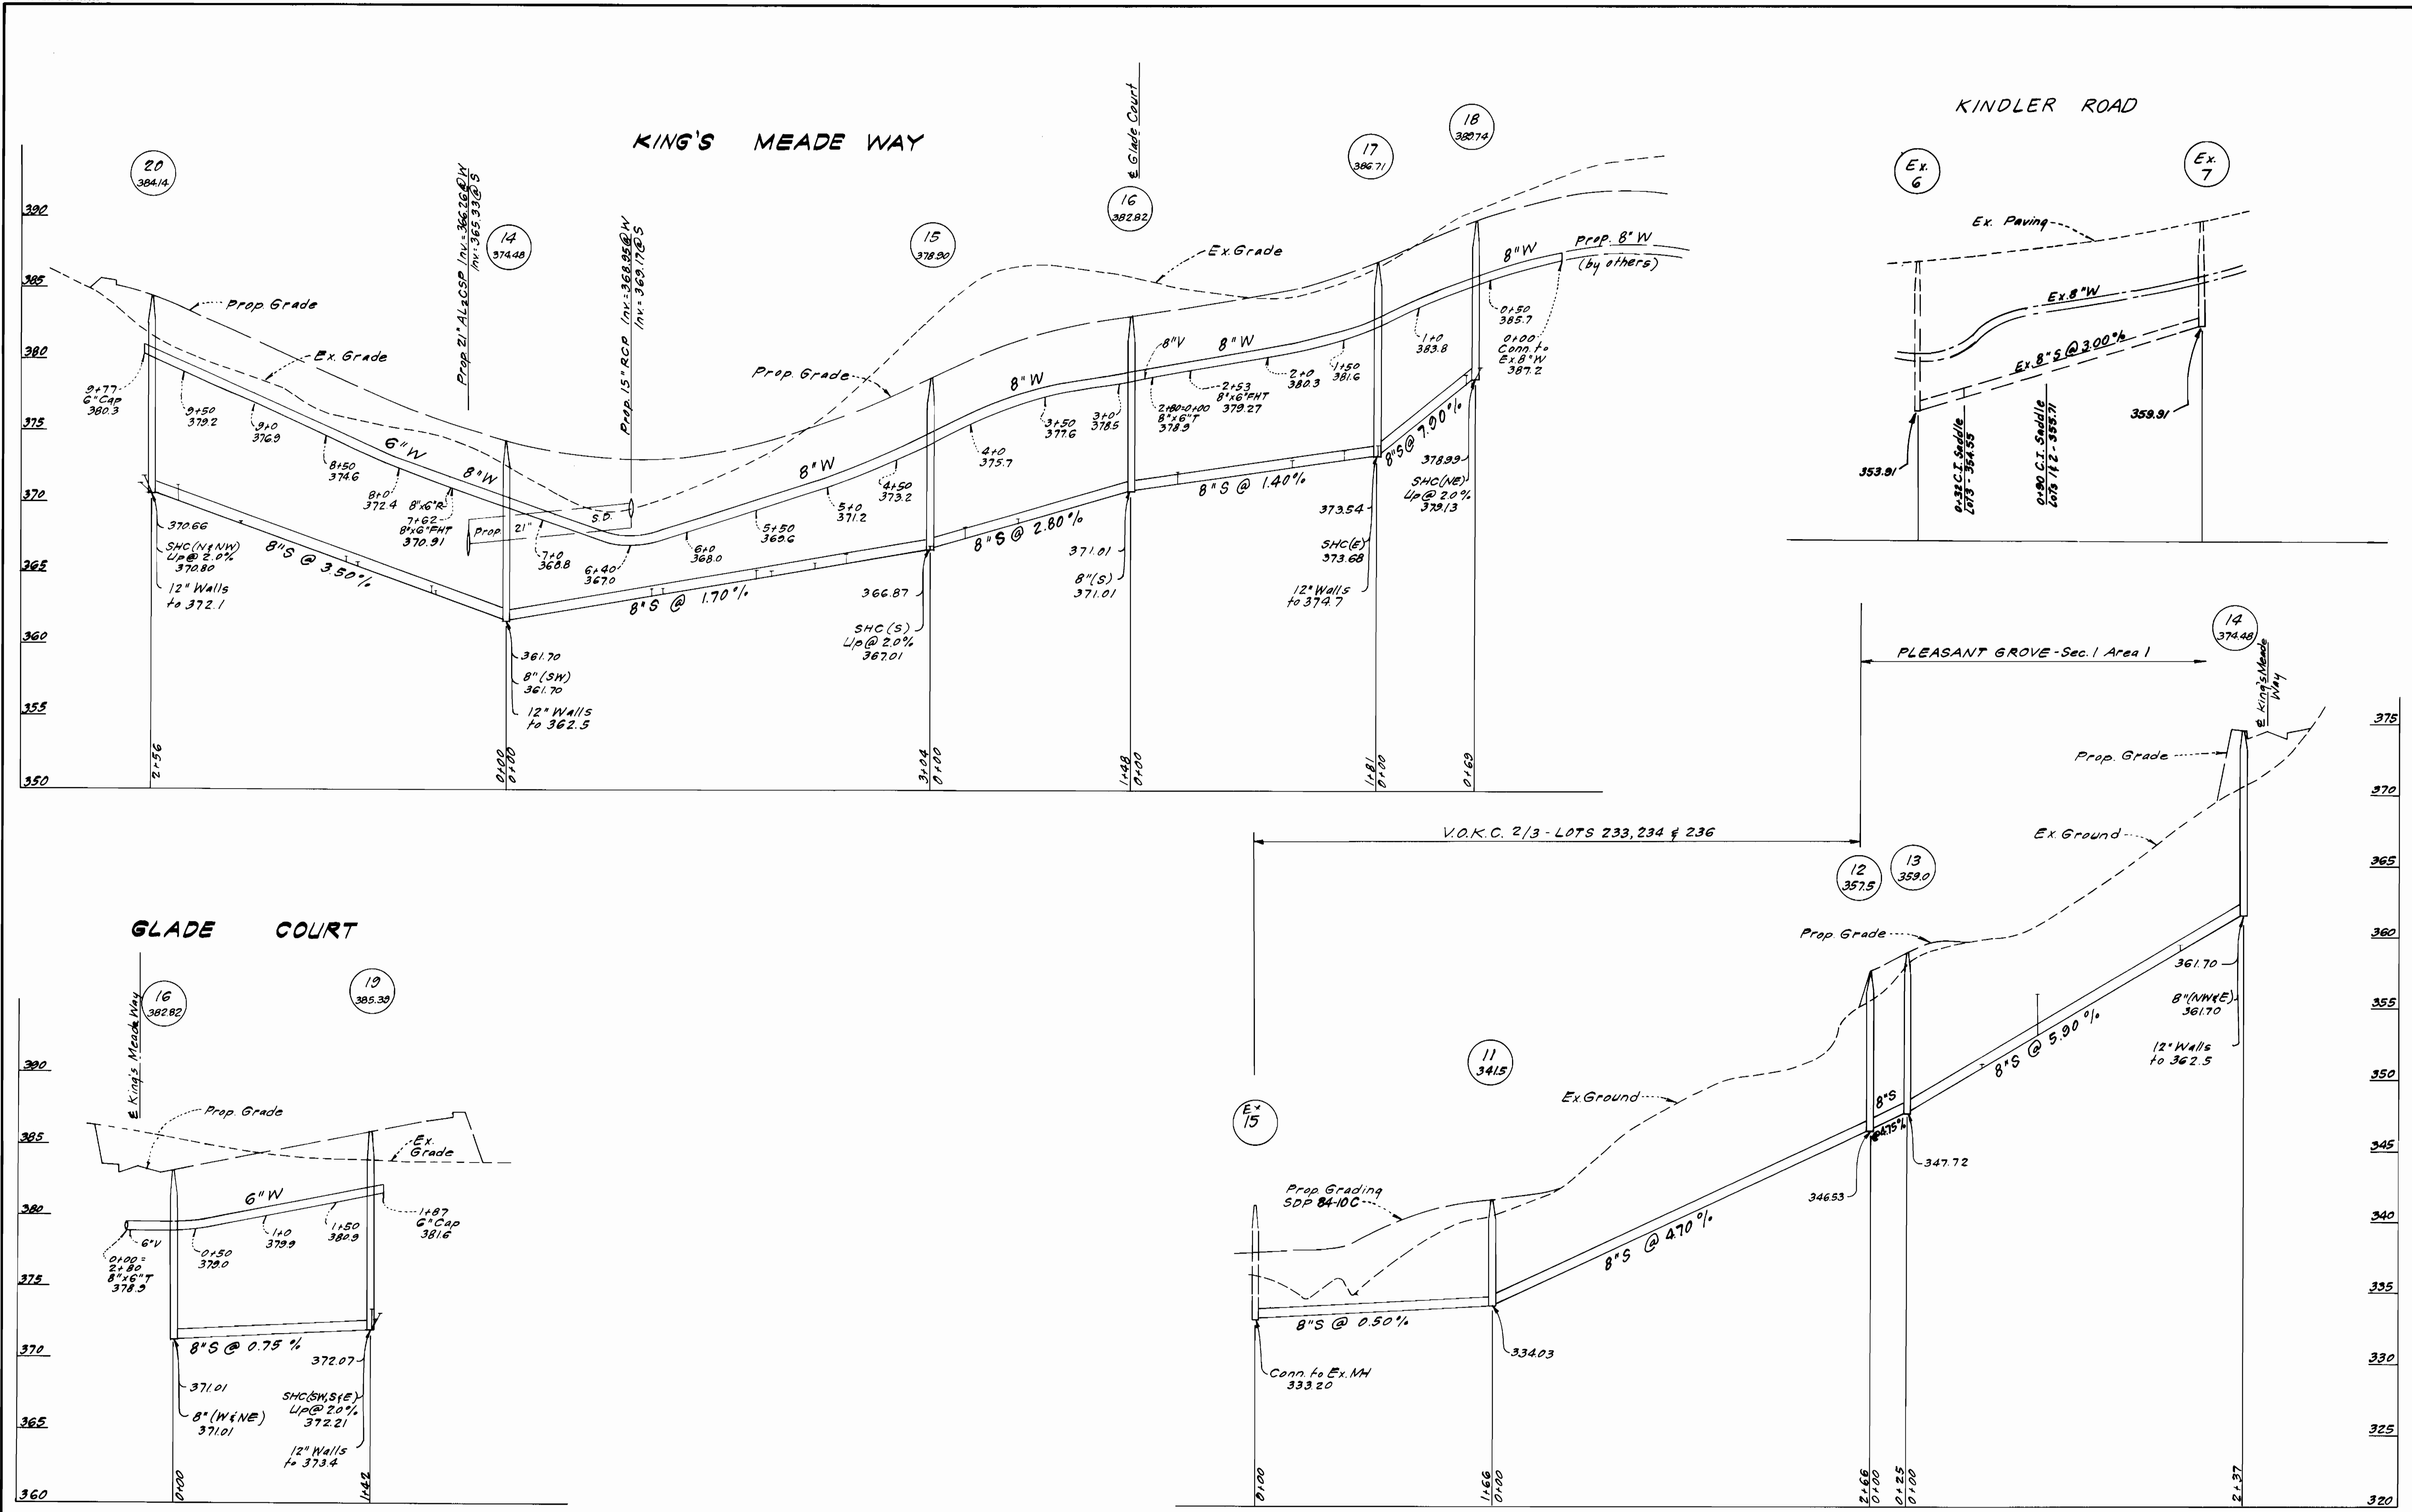 KING'S MEADE WAY
20
384.14
Prop. 21" AL2CSP Inv.=366.26@W
Inv.=365.33@S
14
374.48
Prop. 15" RCP Inv.=368.95@W
Inv.=369.17@S
15
378.90
℄ Glade Court
16
382.82
17
386.71
18
389.74
390
385
380
375
370
365
360
355
350
Prop. Grade
Ex. Grade
Prop. Grade
Ex. Grade
9+77
6" Cap
380.3
9+50
379.2
9+0
376.9
8+50
374.6
8+0
372.4
6" W
8" W
8"x6"R
7+62
8"x6"FHT
370.91
Prop. 21" S.D.
7+0
368.8
6+40
367.0
6+0
368.0
5+50
369.6
5+0
371.2
4+50
373.2
8" W
4+0
375.7
8" W
3+50
377.6
3+0
378.5
8"V
8" W
2+80=0+00
8"x6"T
378.9
2+53
8"x6"FHT
379.27
2+0
380.3
1+50
381.6
1+0
383.8
8" W
0+50
385.7
0+00
Conn. to
Ex. 8" W
387.2
Prop. 8" W
(by others)
370.66
SHC (N&NW)
Up @ 2.0%
370.80
12" Walls
to 372.1
8" S @ 3.50%
361.70
8" (SW)
361.70
12" Walls
to 362.5
8" S @ 1.70%
366.87
SHC (S)
Up @ 2.0%
367.01
8" S @ 2.80%
371.01
8" (S)
371.01
8" S @ 1.40%
373.54
SHC (E)
373.68
12" Walls
to 374.7
8" S @ 7.90%
378.99
SHC (NE)
Up @ 2.0%
379.13
2+56
0+00
0+00
3+04
0+00
1+48
0+00
1+81
0+00
0+69
KINDLER ROAD
Ex.
6
Ex.
7
Ex. Paving
Ex. 8" W
Ex. 8" S @ 3.00%
353.91
0+32 C.I. Saddle
Lot 3 - 354.55
0+90 C.I. Saddle
Lots 1 & 2 - 355.71
359.91
GLADE COURT
℄ King's Meade Way
16
382.82
19
385.39
390
385
380
375
370
365
360
Prop. Grade
Ex.
Grade
6" W
6"V
0+00 =
2+80
8"x6"T
378.9
0+50
379.0
1+0
379.9
1+50
380.9
1+87
6" Cap
381.6
8" S @ 0.75 %
371.01
8" (W&NE)
371.01
372.07
SHC (SW,S&E)
Up @ 2.0%
372.21
12" Walls
to 373.4
0+00
1+42
PLEASANT GROVE - Sec. 1 Area 1
14
374.48
℄ King's Meade
Way
V.O.K.C. 2/3 - LOTS 233, 234 & 236
12
357.5
13
359.0
11
341.5
Ex
15
375
370
365
360
355
350
345
340
335
330
325
320
Prop. Grade
Ex. Ground
Prop. Grade
Ex. Ground
Prop. Grading
SDP 84-10C
8" S @ 0.50%
Conn. to Ex. MH
333.20
334.03
8" S @ 4.70%
346.53
8" S
@4.75%
347.72
8" S @ 5.90 %
361.70
8" (NW&E)
361.70
12" Walls
to 362.5
0+00
1+66
0+00
2+66
0+00
0+25
0+00
2+37